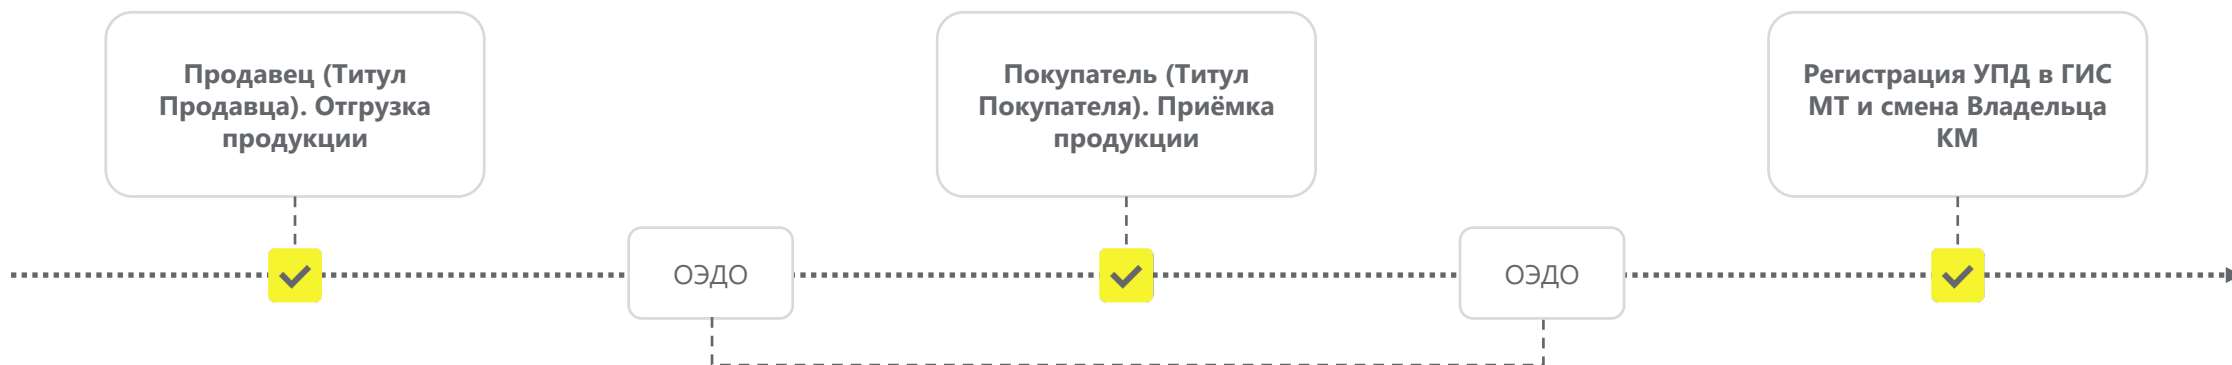 Продавец (Титул
Продавца). Отгрузка
продукции
Покупатель (Титул
Покупателя). Приёмка
продукции
Регистрация УПД в ГИС
МТ и смена Владельца
КМ
ОЭДО
ОЭДО